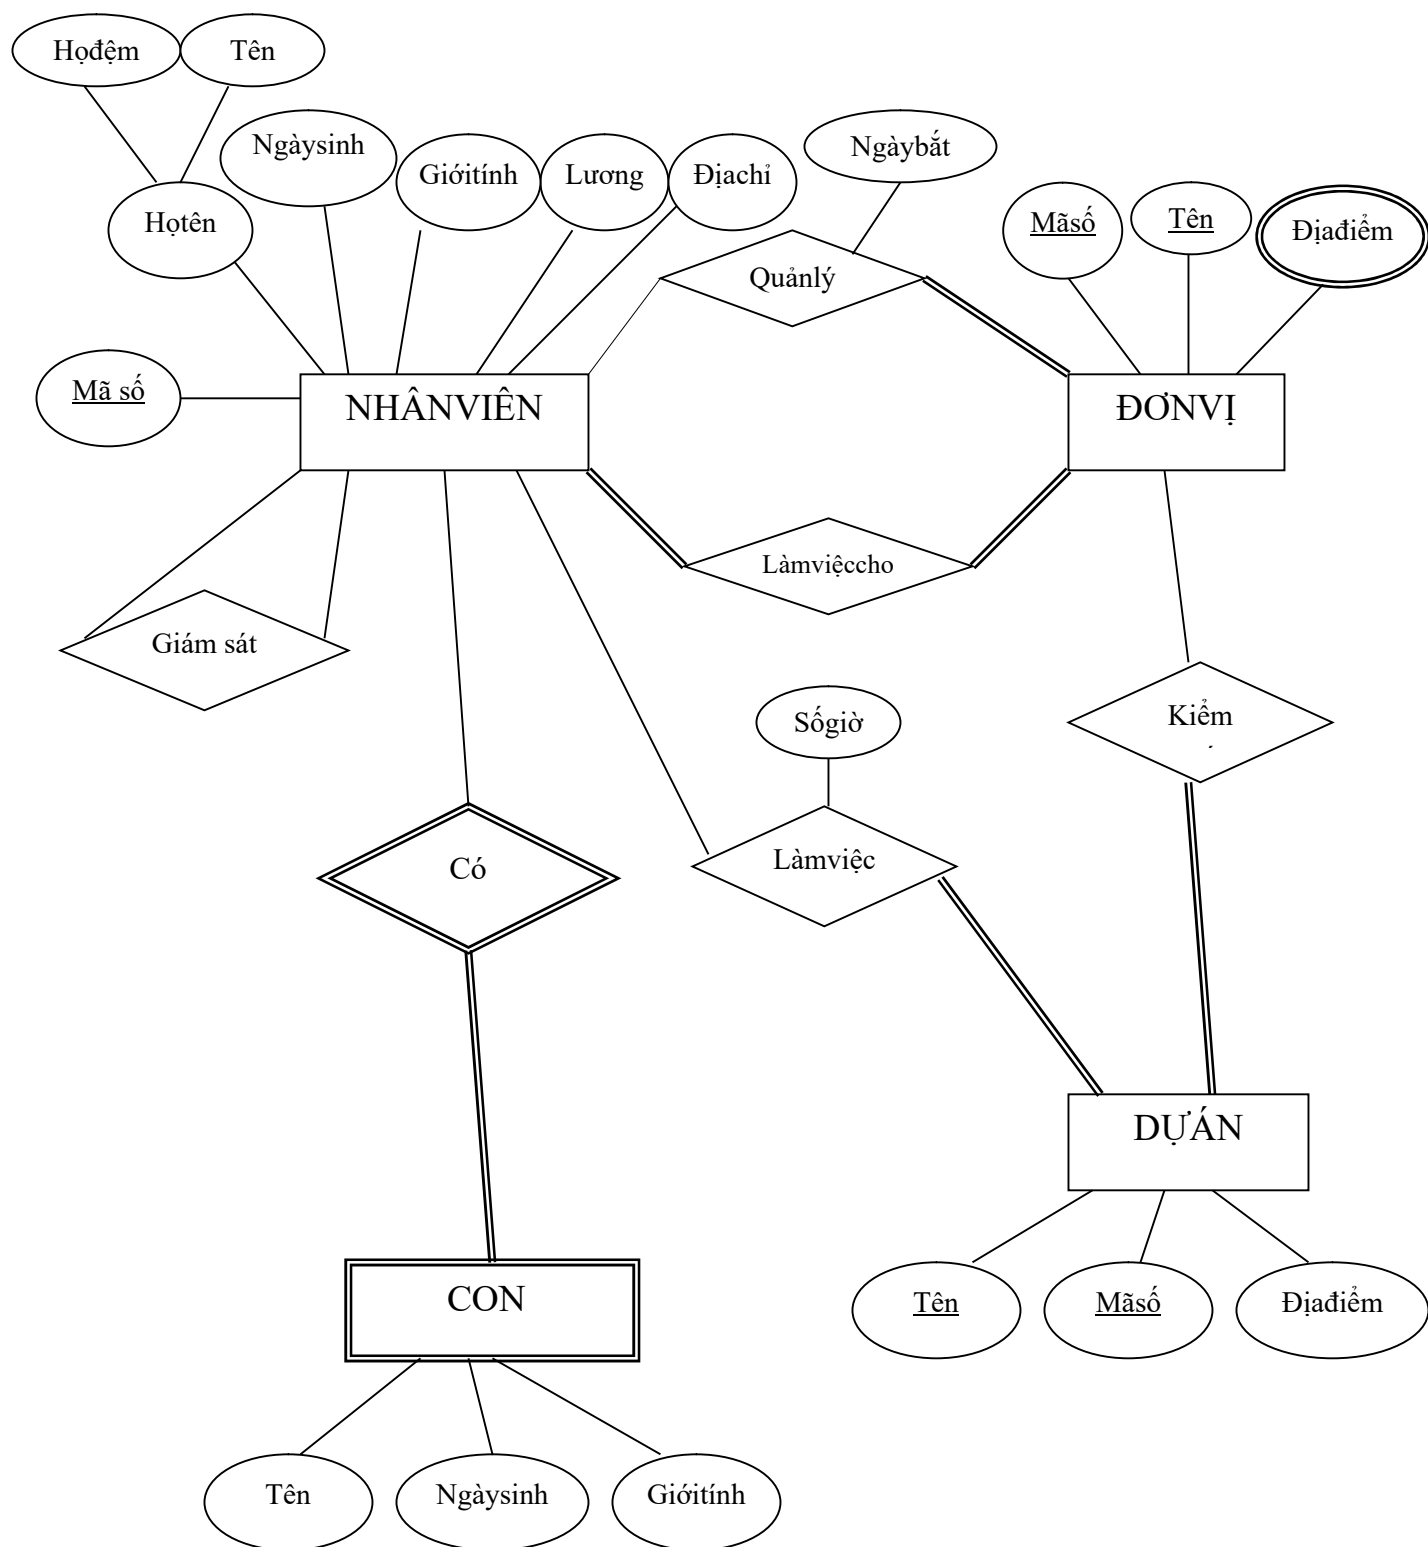 Họđệm
Tên
Ngàysinh
Giớitính
Lương
Địachỉ
Ngàybắt
Mãsố
Tên
Địađiểm
Họtên
Quảnlý
Mã số
NHÂNVIÊN
ĐƠNVỊ
Làmviệccho
Giám sát
Sốgiờ
Kiểm
Có
Làmviệc
DỰÁN
CON
Tên
Mãsố
Địađiểm
Tên
Ngàysinh
Giớitính